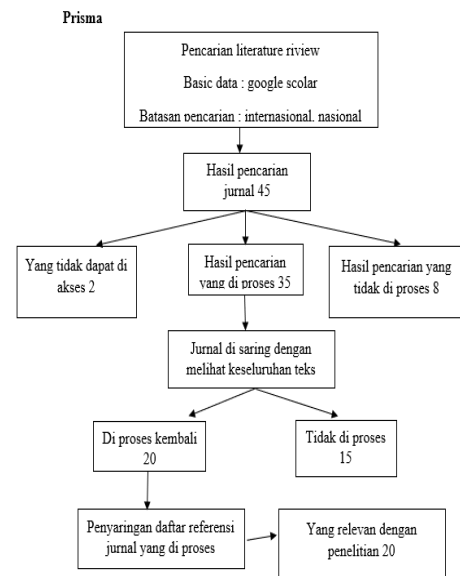 Prisma
Pencarian literature riview
Basic data : google scolar
Batasan pencarian : internasional, nasional
Hasil pencarian
jurnal 45
Yang tidak dapat di
akses 2
Hasil pencarian
yang di proses 35
Hasil pencarian yang
tidak di proses 8
Jurnal di saring dengan
melihat keseluruhan teks
Di proses kembali
20
Tidak di proses
15
Penyaringan daftar referensi
jurnal yang di proses
Yang relevan dengan
penelitian 20